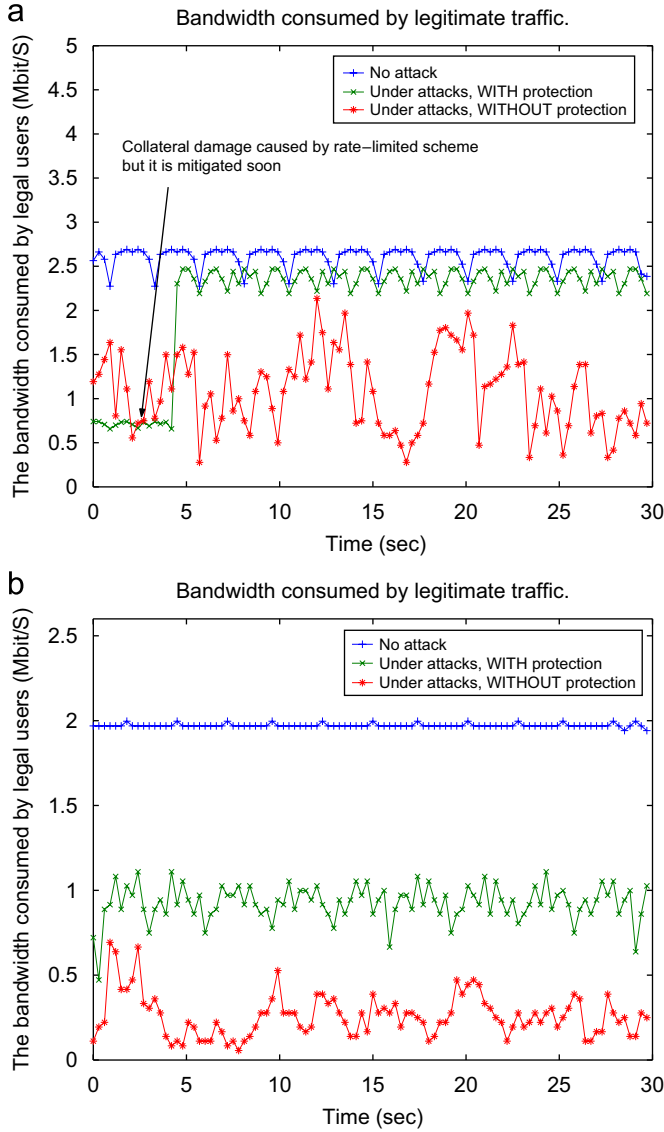 a
Bandwidth consumed by legitimate traffic.
The bandwidth consumed by legal users (Mbit/S)
5
4.5
4
3.5
3
2.5
2
1.5
1
0.5
0
No attack
Under attacks, WITH protection
Under attacks, WITHOUT protection
Collateral damage caused by rate−limited scheme
but it is mitigated soon
0 5 10 15 20 25 30
Time (sec)
b
Bandwidth consumed by legitimate traffic.
The bandwidth consumed by legal users (Mbit/S)
2.5
2
1.5
1
0.5
0
No attack
Under attacks, WITH protection
Under attacks, WITHOUT protection
0 5 10 15 20 25 30
Time (sec)